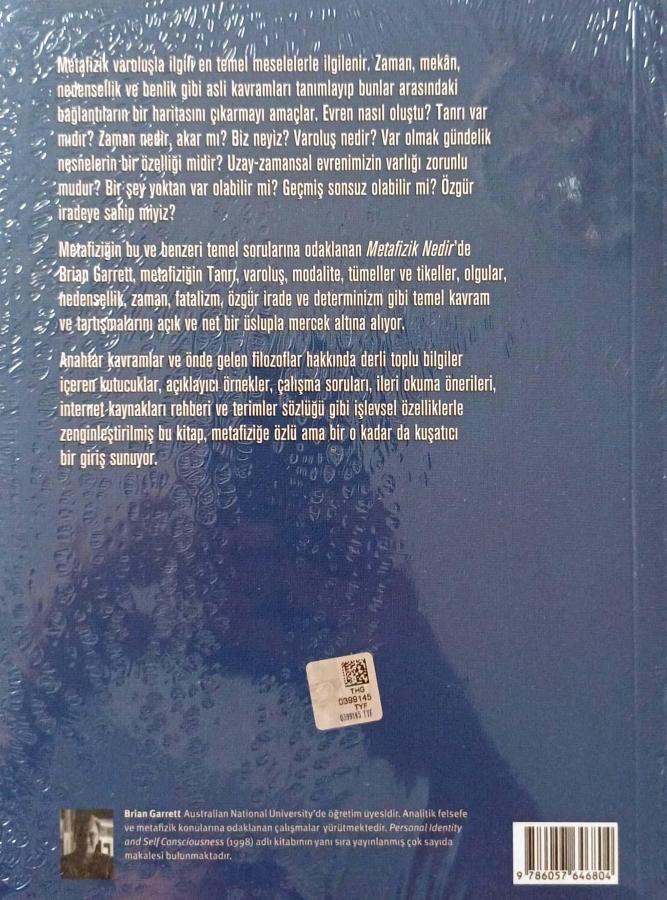 Metafizik varoluşla ilgili en temel meselelerle ilgilenir. Zaman, mekân,
nedensellik ve benlik gibi asli kavramları tanımlayıp bunlar arasındaki
bağlantıların bir haritasını çıkarmayı amaçlar. Evren nasıl oluştu? Tanrı var
mıdır? Zaman nedir, akar mı? Biz neyiz? Varoluş nedir? Var olmak gündelik
nesnelerin bir özelliği midir? Uzay-zamansal evrenimizin varlığı zorunlu
mudur? Bir şey yoktan var olabilir mi? Geçmiş sonsuz olabilir mi? Özgür
iradeye sahip miyiz?
Metafiziğin bu ve benzeri temel sorularına odaklanan Metafizik Nedir'de
Brian Garrett, metafiziğin Tanrı, varoluş, modalite, tümeller ve tikeller, olgular,
nedensellik, zaman, fatalizm, özgür irade ve determinizm gibi temel kavram
ve tartışmalarını açık ve net bir üslupla mercek altına alıyor.
Anahtar kavramlar ve önde gelen filozoflar hakkında derli toplu bilgiler
içeren kutucuklar, açıklayıcı örnekler, çalışma soruları, ileri okuma önerileri,
internet kaynakları rehberi ve terimler sözlüğü gibi işlevsel özelliklerle
zenginleştirilmiş bu kitap, metafiziğe özlü ama bir o kadar da kuşatıcı
bir giriş sunuyor.
THG
0399145
TYF
0399145 TYF
Brian Garrett Australian National University'de öğretim üyesidir. Analitik felsefe
ve metafizik konularına odaklanan çalışmalar yürütmektedir. Personal Identity
and Self Consciousness (1998) adlı kitabının yanı sıra yayınlanmış çok sayıda
makalesi bulunmaktadır.
9 786057 646804